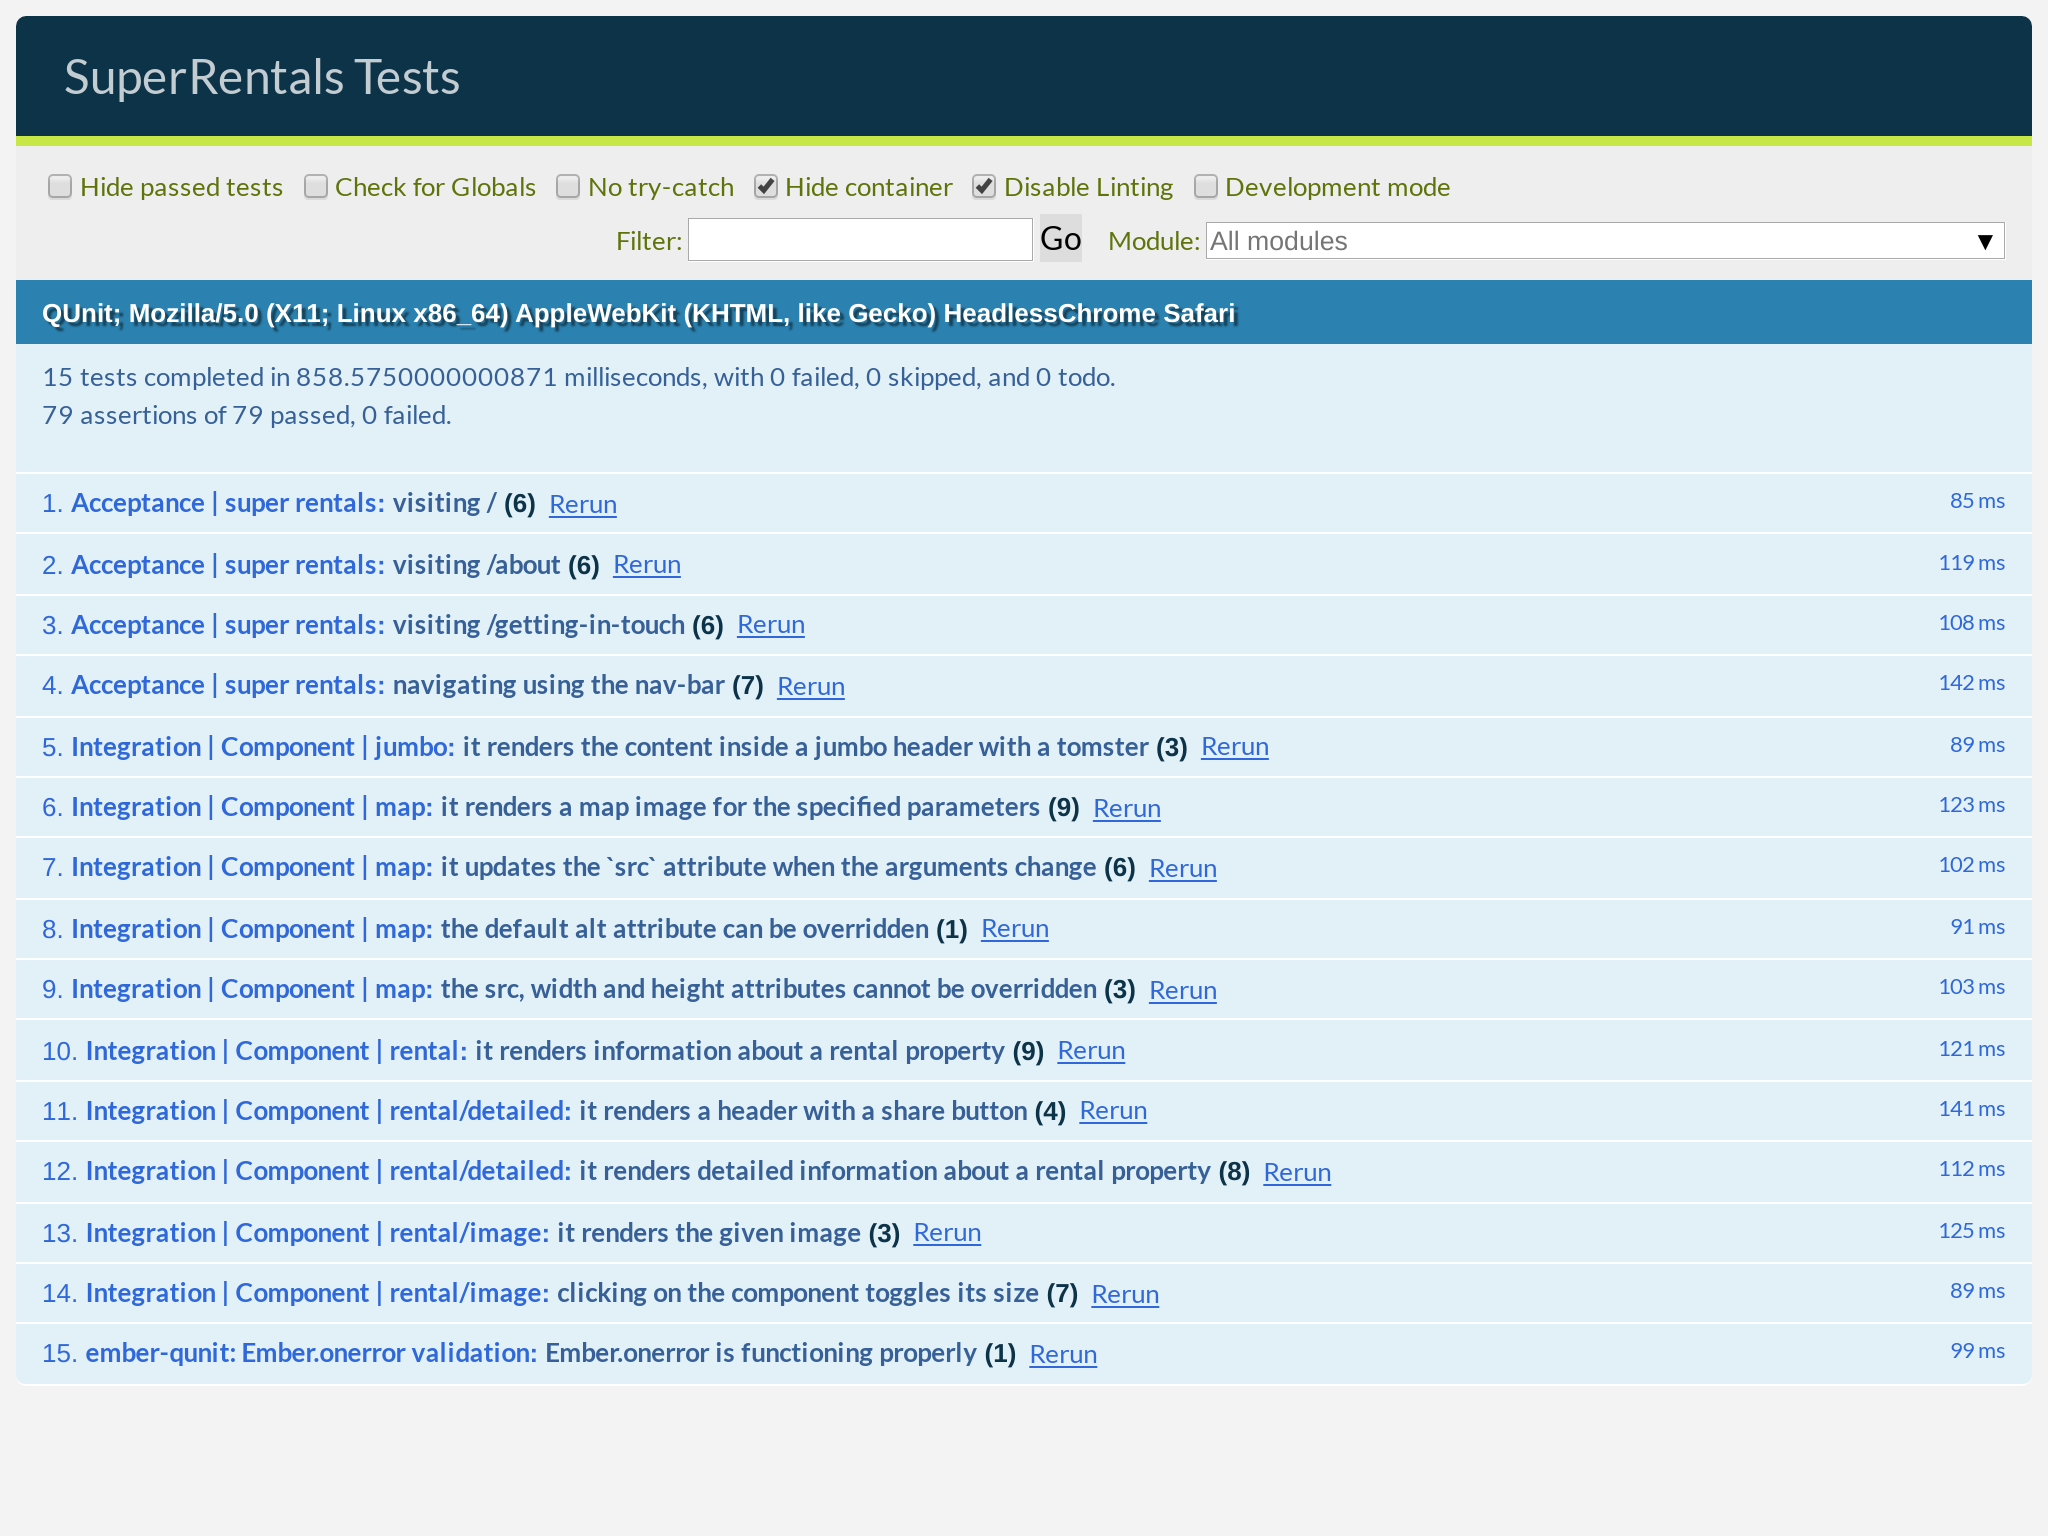 SuperRentals Tests
Hide passed tests Check for Globals No try-catch Hide container Disable Linting Development mode
Filter: Go Module: All modules ▼
QUnit; Mozilla/5.0 (X11; Linux x86_64) AppleWebKit (KHTML, like Gecko) HeadlessChrome Safari
15 tests completed in 858.5750000000871 milliseconds, with 0 failed, 0 skipped, and 0 todo.
79 assertions of 79 passed, 0 failed.
1. Acceptance | super rentals: visiting / (6) Rerun 85 ms
2. Acceptance | super rentals: visiting /about (6) Rerun 119 ms
3. Acceptance | super rentals: visiting /getting-in-touch (6) Rerun 108 ms
4. Acceptance | super rentals: navigating using the nav-bar (7) Rerun 142 ms
5. Integration | Component | jumbo: it renders the content inside a jumbo header with a tomster (3) Rerun 89 ms
6. Integration | Component | map: it renders a map image for the specified parameters (9) Rerun 123 ms
7. Integration | Component | map: it updates the `src` attribute when the arguments change (6) Rerun 102 ms
8. Integration | Component | map: the default alt attribute can be overridden (1) Rerun 91 ms
9. Integration | Component | map: the src, width and height attributes cannot be overridden (3) Rerun 103 ms
10. Integration | Component | rental: it renders information about a rental property (9) Rerun 121 ms
11. Integration | Component | rental/detailed: it renders a header with a share button (4) Rerun 141 ms
12. Integration | Component | rental/detailed: it renders detailed information about a rental property (8) Rerun 112 ms
13. Integration | Component | rental/image: it renders the given image (3) Rerun 125 ms
14. Integration | Component | rental/image: clicking on the component toggles its size (7) Rerun 89 ms
15. ember-qunit: Ember.onerror validation: Ember.onerror is functioning properly (1) Rerun 99 ms